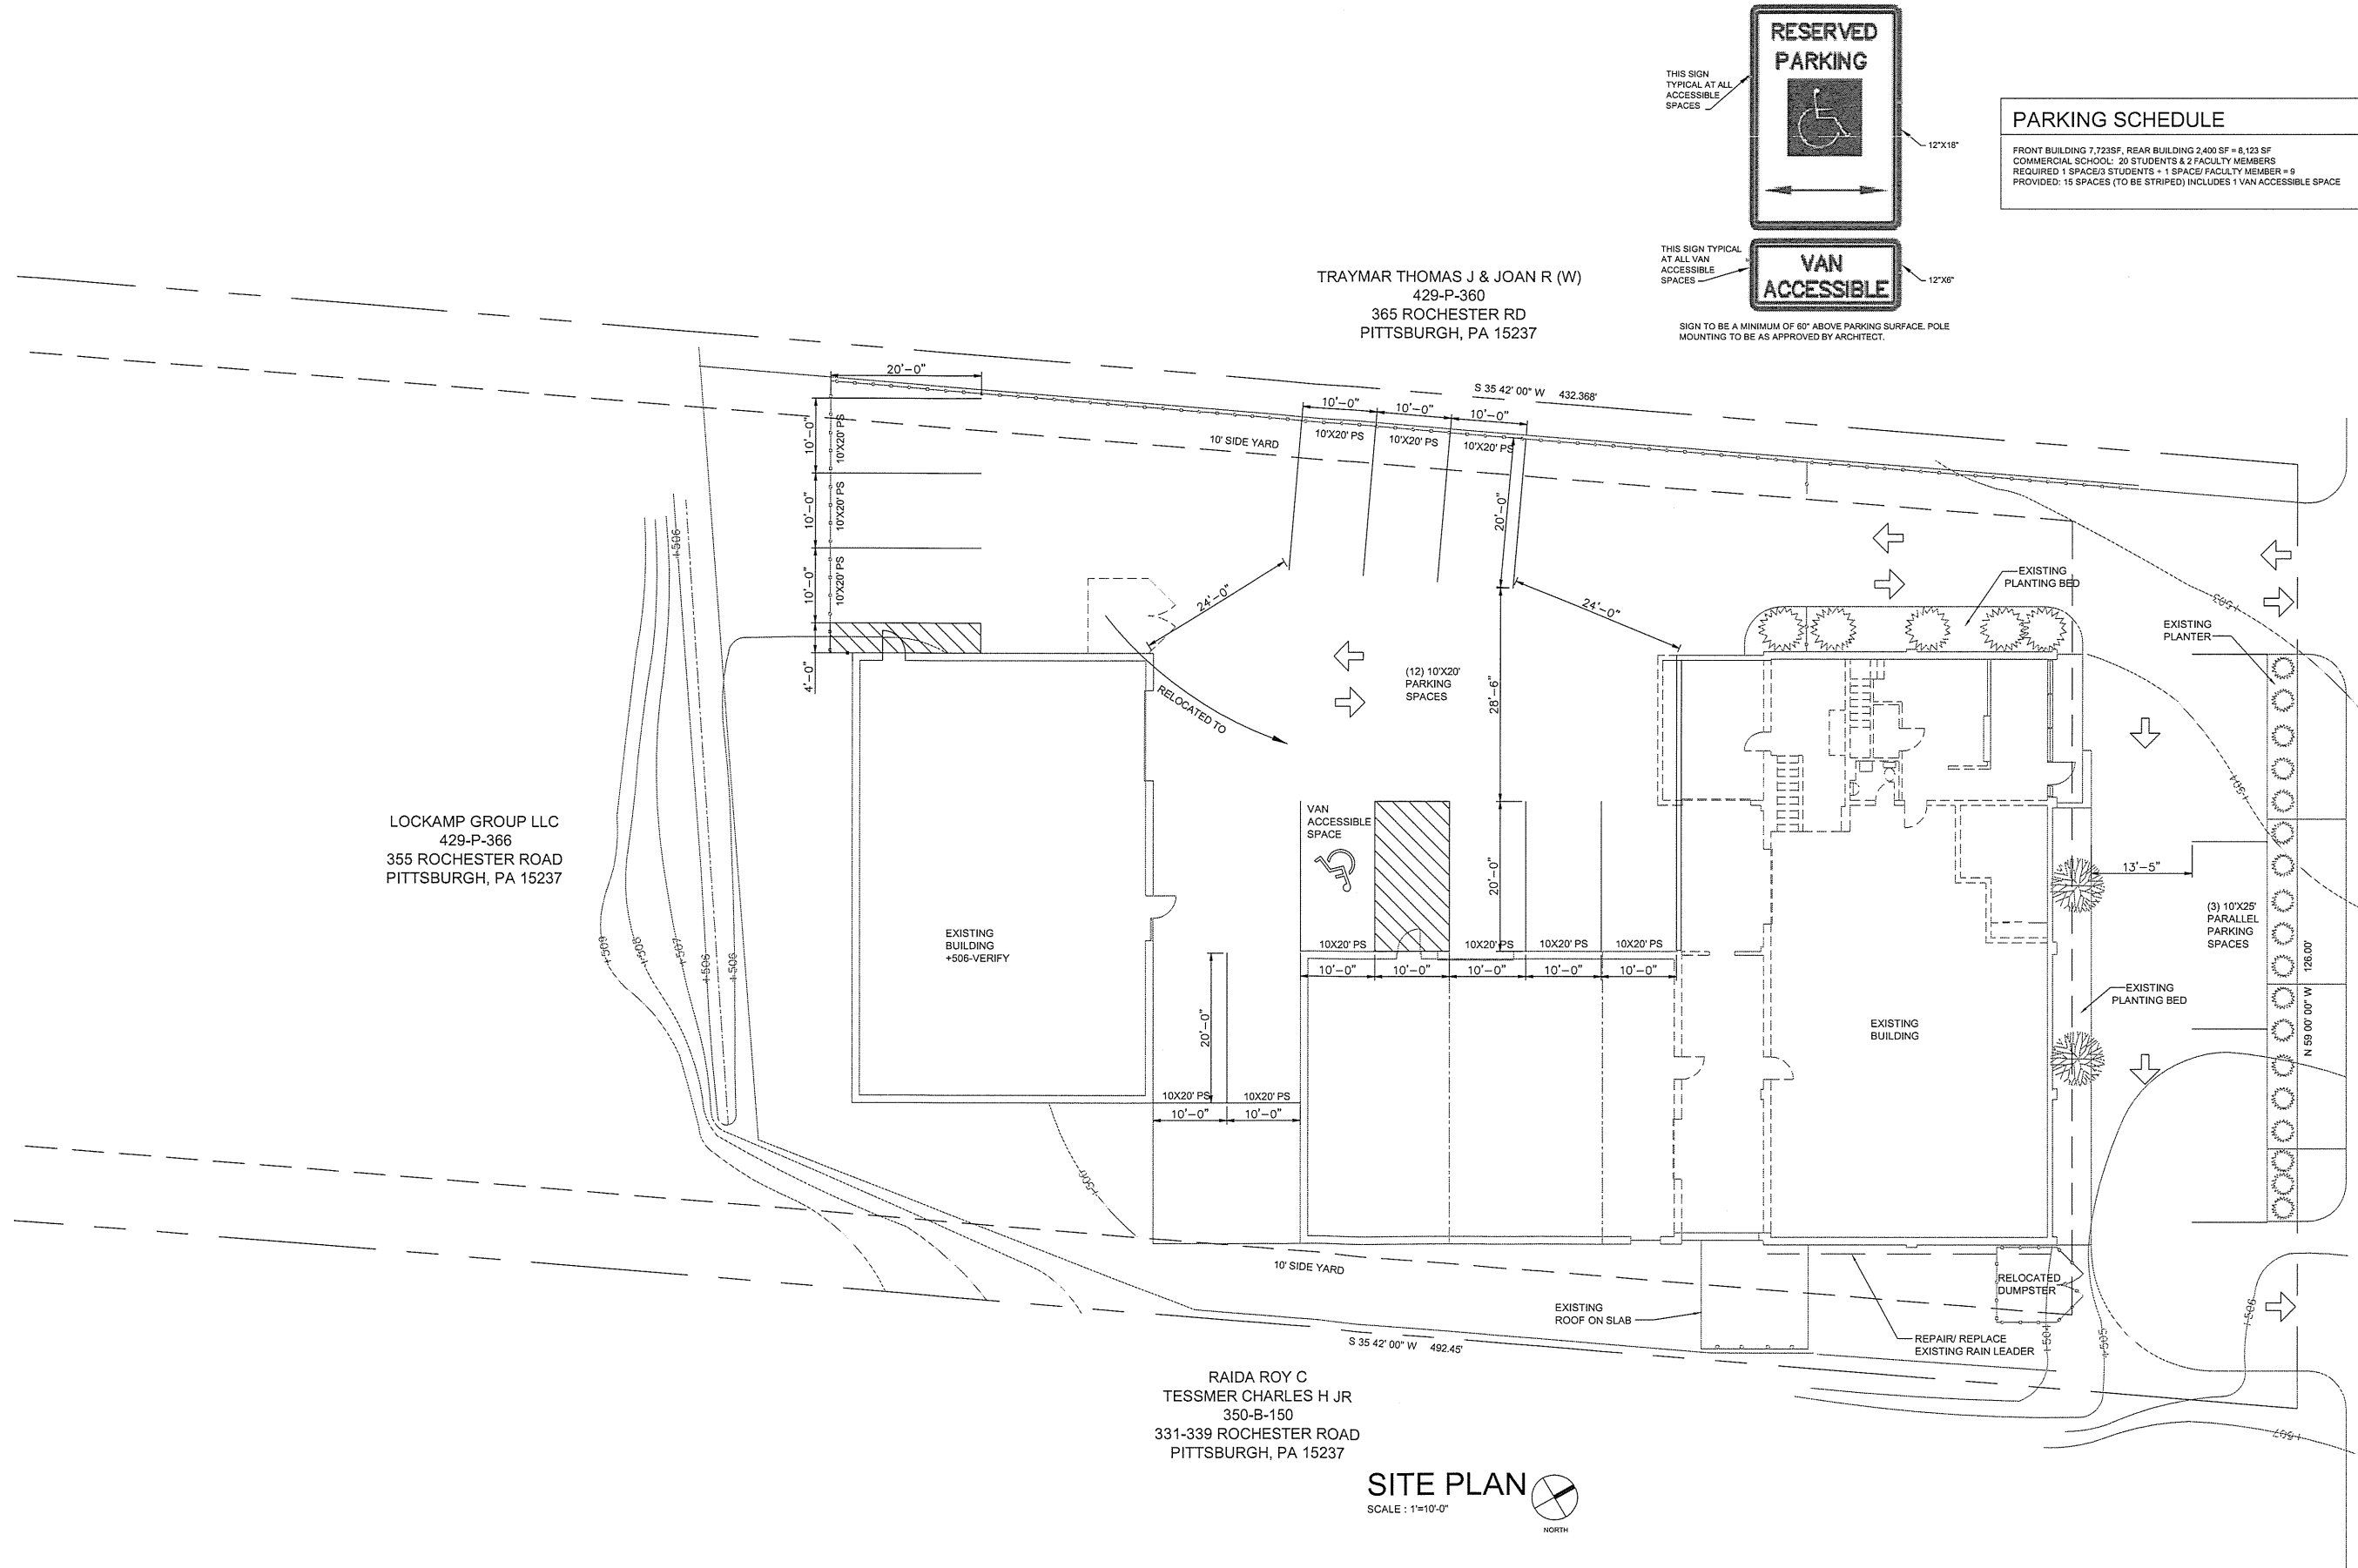 RESERVED
PARKING
THIS SIGN
TYPICAL AT ALL
ACCESSIBLE
SPACES
12"X18"
THIS SIGN TYPICAL
AT ALL VAN
ACCESSIBLE
SPACES
VAN
ACCESSIBLE
12"X6"
SIGN TO BE A MINIMUM OF 60" ABOVE PARKING SURFACE. POLE
MOUNTING TO BE AS APPROVED BY ARCHITECT.
PARKING SCHEDULE
FRONT BUILDING 7,723SF, REAR BUILDING 2,400 SF = 8,123 SF
COMMERCIAL SCHOOL: 20 STUDENTS & 2 FACULTY MEMBERS
REQUIRED 1 SPACE/3 STUDENTS + 1 SPACE/ FACULTY MEMBER = 9
PROVIDED: 15 SPACES (TO BE STRIPED) INCLUDES 1 VAN ACCESSIBLE SPACE
TRAYMAR THOMAS J & JOAN R (W)
429-P-360
365 ROCHESTER RD
PITTSBURGH, PA 15237
S 35 42' 00" W 432.368'
20'-0"
10'-0"
10'-0"
10'-0"
10'X20' PS
10'X20' PS
10'X20' PS
10' SIDE YARD
10'-0"
10'X20' PS
10'-0"
10'X20' PS
10'-0"
10'X20' PS
4'-0"
20'-0"
24'-0"
24'-0"
28'-6"
RELOCATED TO
(12) 10'X20'
PARKING
SPACES
EXISTING
PLANTING BED
EXISTING
PLANTER
+503
+504
+506
VAN
ACCESSIBLE
SPACE
20'-0"
10X20' PS
10X20' PS
10X20' PS
10X20' PS
10'-0"
10'-0"
10'-0"
10'-0"
10'-0"
LOCKAMP GROUP LLC
429-P-366
355 ROCHESTER ROAD
PITTSBURGH, PA 15237
+509
+508
+507
+506
+506
EXISTING
BUILDING
+506-VERIFY
20'-0"
10X20' PS
10X20' PS
10'-0"
10'-0"
+506
EXISTING
BUILDING
13'-5"
(3) 10'X25'
PARALLEL
PARKING
SPACES
N 59 00' 00" W 126.00'
EXISTING
PLANTING BED
10' SIDE YARD
RELOCATED
DUMPSTER
EXISTING
ROOF ON SLAB
REPAIR/ REPLACE
EXISTING RAIN LEADER
+506
+507
S 35 42' 00" W 492.45'
RAIDA ROY C
TESSMER CHARLES H JR
350-B-150
331-339 ROCHESTER ROAD
PITTSBURGH, PA 15237
SITE PLAN
SCALE : 1'=10'-0"
NORTH